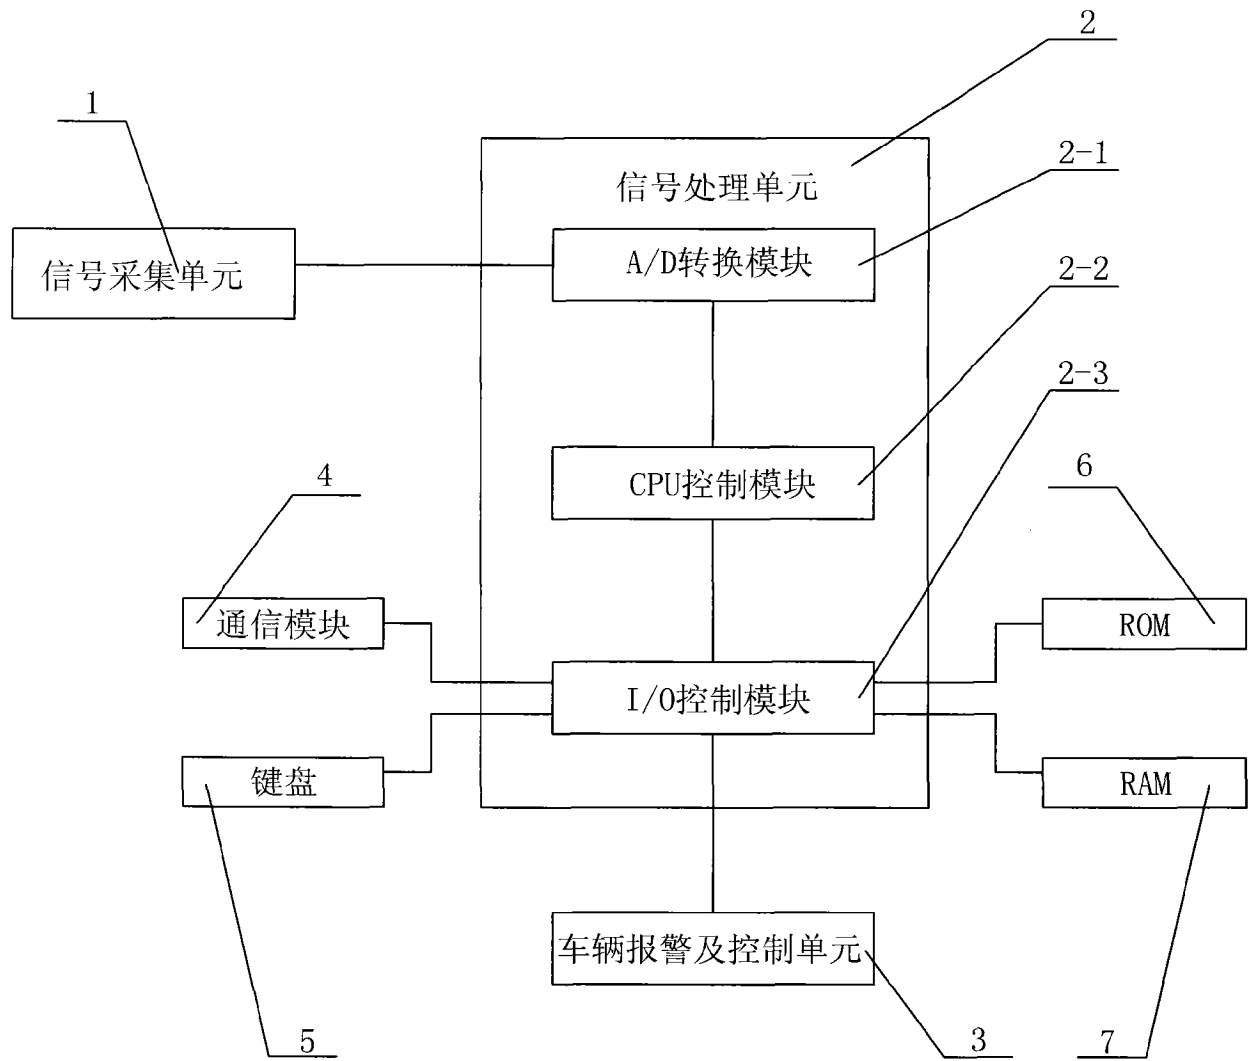 2
1
2-1
信号处理单元
A/D转换模块
信号采集单元
2-2
2-3
4
CPU控制模块
6
通信模块
ROM
I/O控制模块
键盘
RAM
车辆报警及控制单元
5
3
7